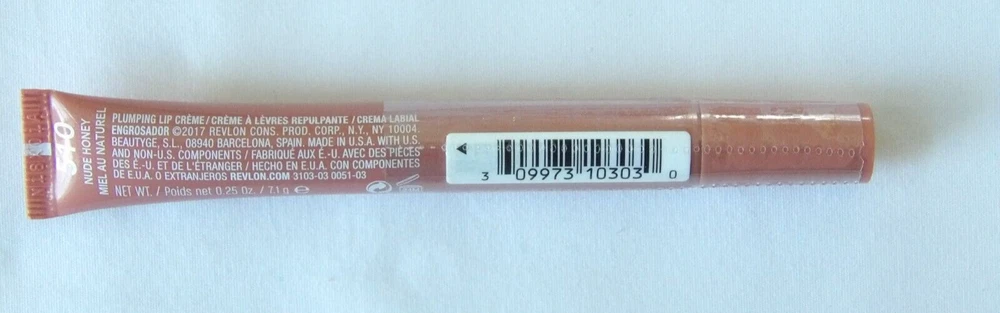 540
NUDE HONEY
MIEL AU NATUREL
PLUMPING LIP CRÈME/CRÈME À LÈVRES REPULPANTE / CREMA LABIAL
ENGROSADOR ©2017 REVLON CONS. PROD. CORP., N.Y., NY 10004.
BEAUTYGE, S.L., 08940 BARCELONA, SPAIN. MADE IN U.S.A. WITH U.S.
AND NON-U.S. COMPONENTS / FABRIQUÉ AUX É.-U. AVEC DES PIÈCES
DES É.-U. ET DE L'ÉTRANGER / HECHO EN E.U.A. CON COMPONENTES
DE E.U.A. O EXTRANJEROS REVLON.COM 3103-03 0051-03
NET WT. / Poids net 0.25 Oz. / 7.1 g e
3 09973 10303 0